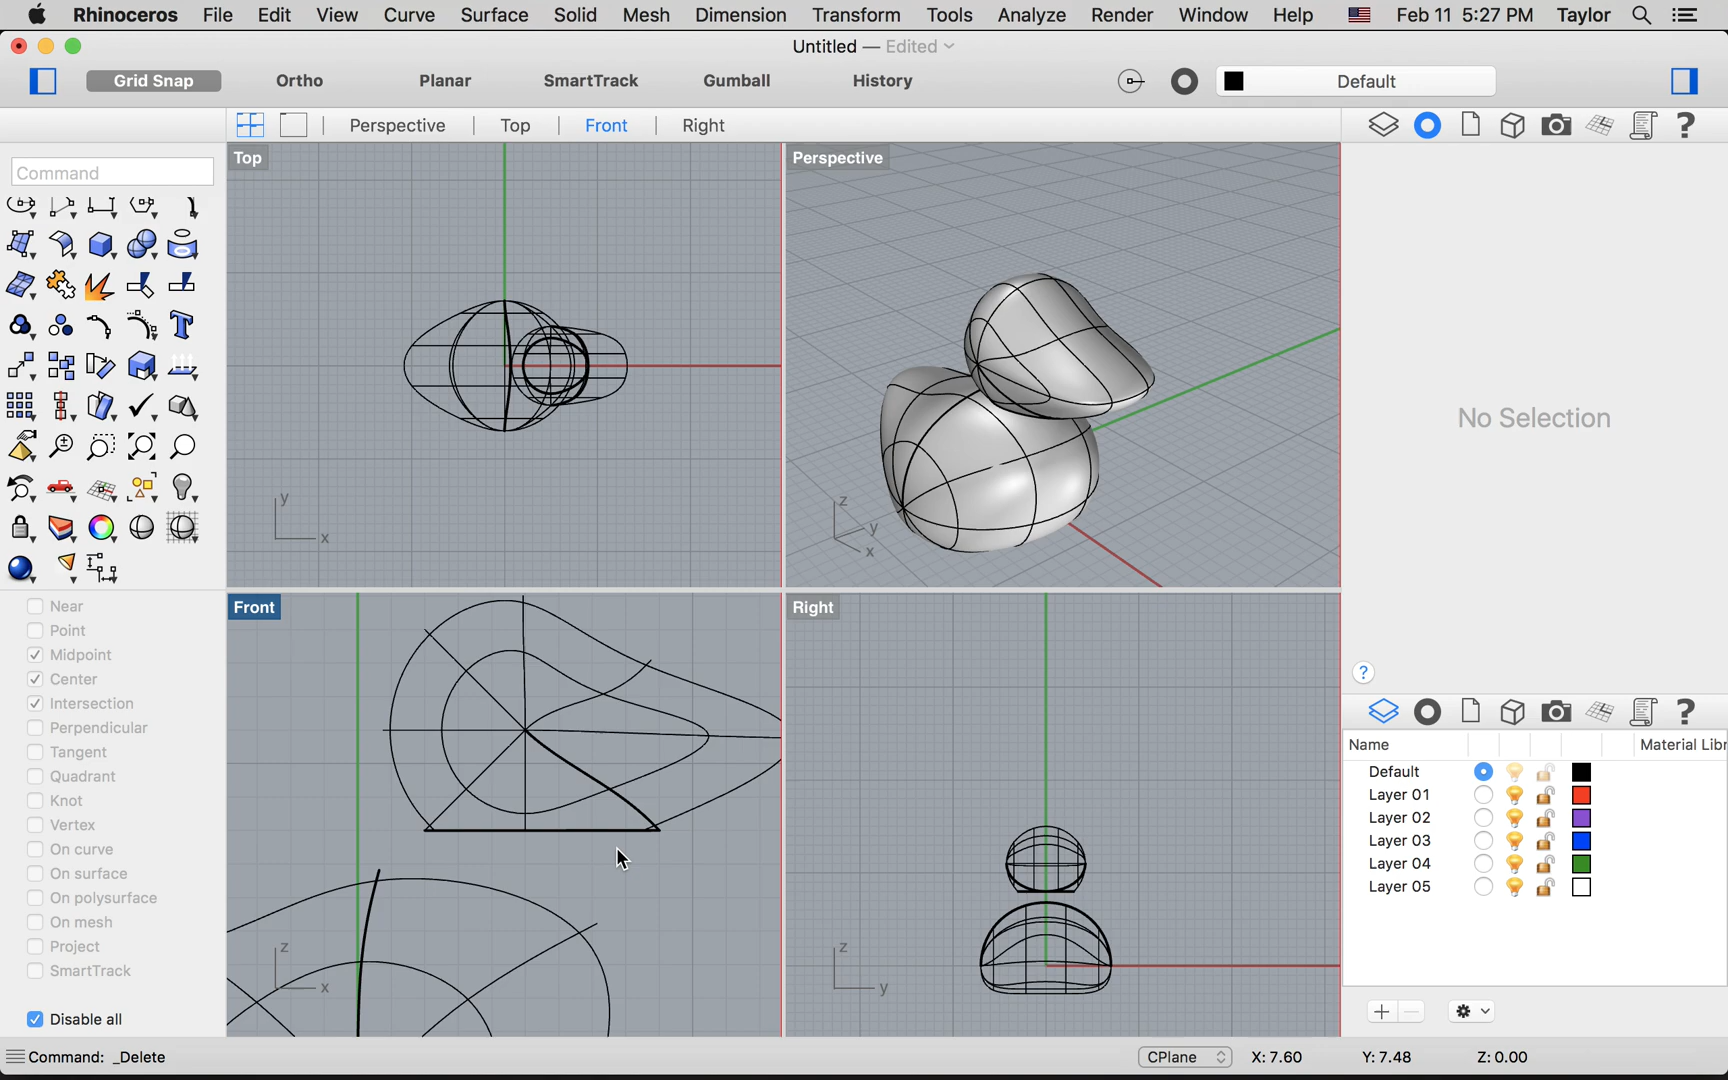 Rhinoceros File Edit View Curve Surface Solid Mesh Dimension Transform Tools Analyze Render Window Help Feb 11 5:27 PM Taylor
Untitled — Edited
Grid Snap Ortho Planar SmartTrack Gumball History Default
Perspective Top Front Right ?
Command
Top
y
x
Perspective
z
y
x
No Selection
?
Front
z
x
Right
z
y
Near
Point
Midpoint
Center
Intersection
Perpendicular
Tangent
Quadrant
Knot
Vertex
On curve
On surface
On polysurface
On mesh
Project
SmartTrack
Disable all
?
Name Material Libr
Default
Layer 01
Layer 02
Layer 03
Layer 04
Layer 05
Command: _Delete CPlane X: 7.60 Y: 7.48 Z: 0.00